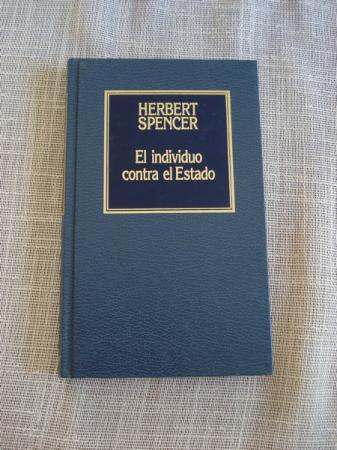 HERBERT
SPENCER
El individuo
contra el Estado